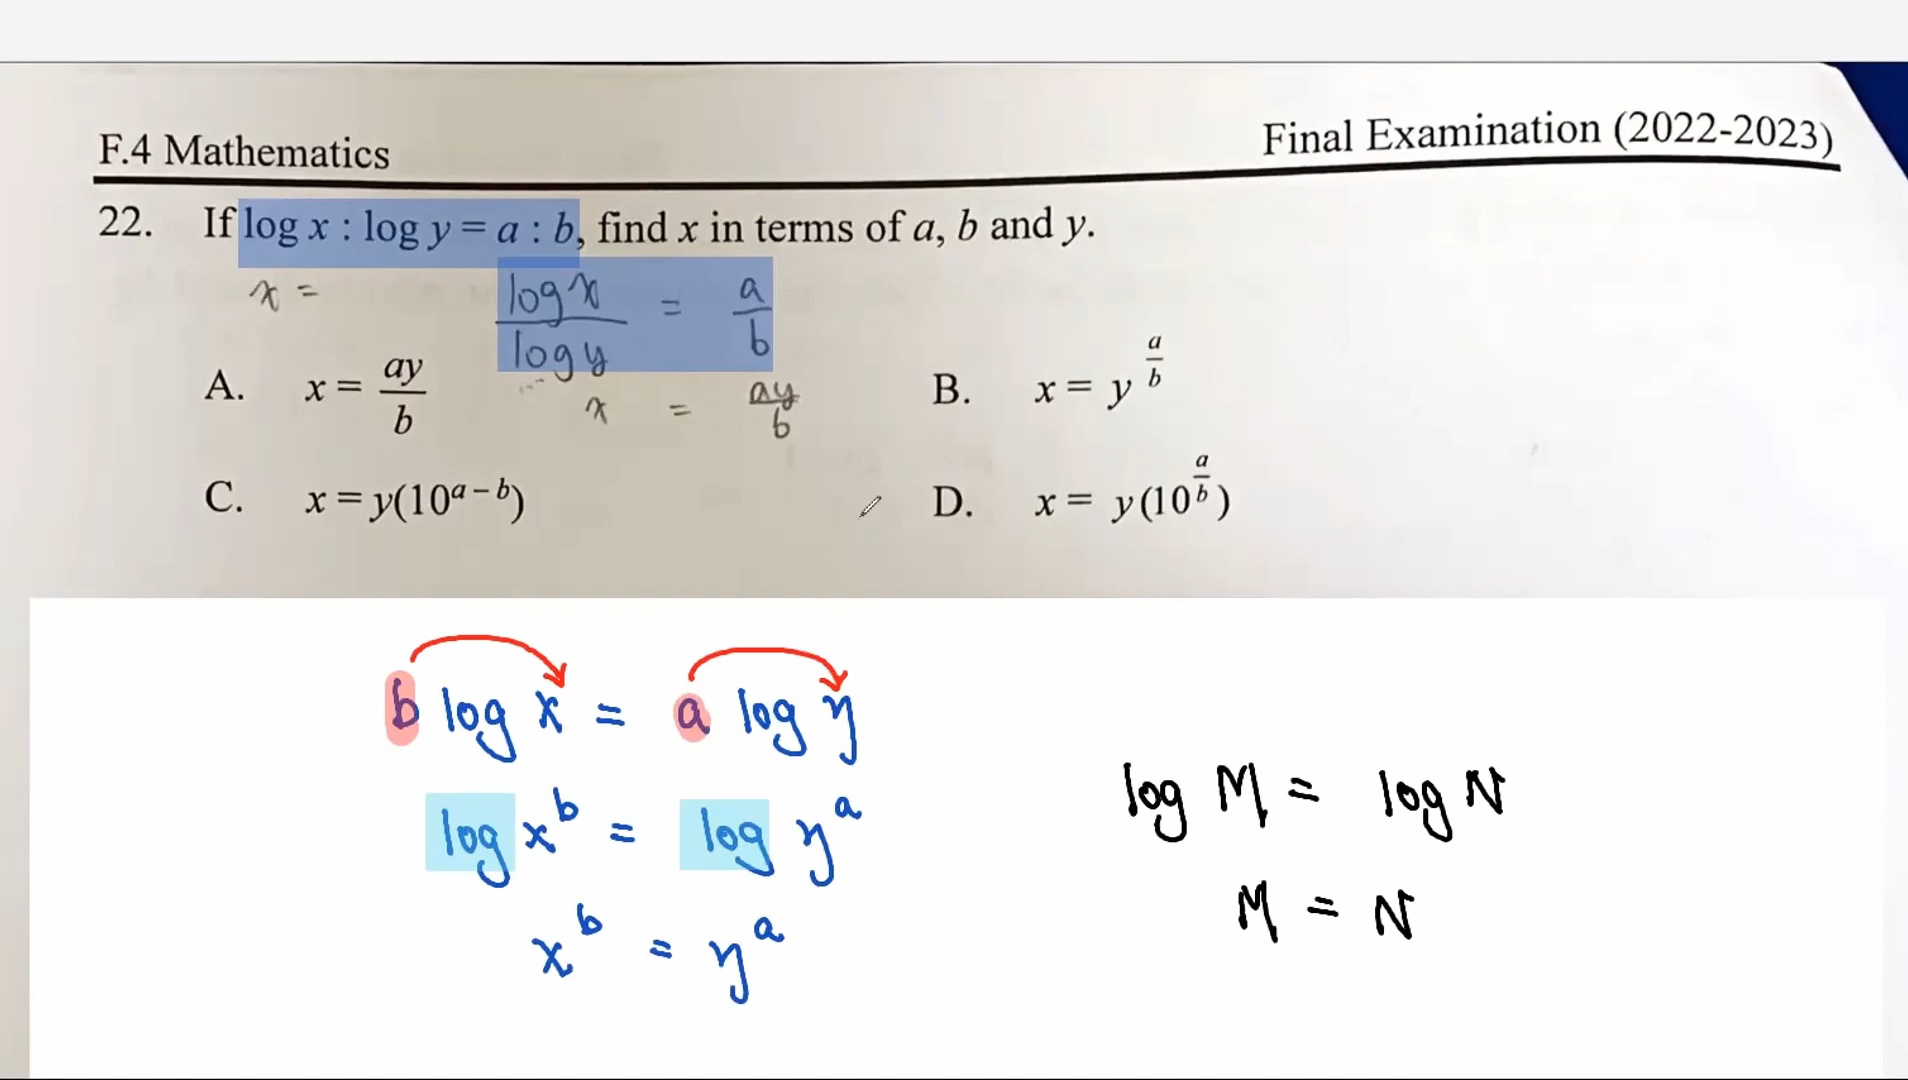 F.4 Mathematics Final Examination (2022-2023)
22. If log x : log y = a : b, find x in terms of a, b and y.
x = log x / log y = a / b
A. x = ay / b
x = ay / b
B. x = y^(a/b)
C. x = y(10^(a – b))
D. x = y(10^(a/b))
b log x = a log y
log x^b = log y^a
x^b = y^a
log M = log N
M = N